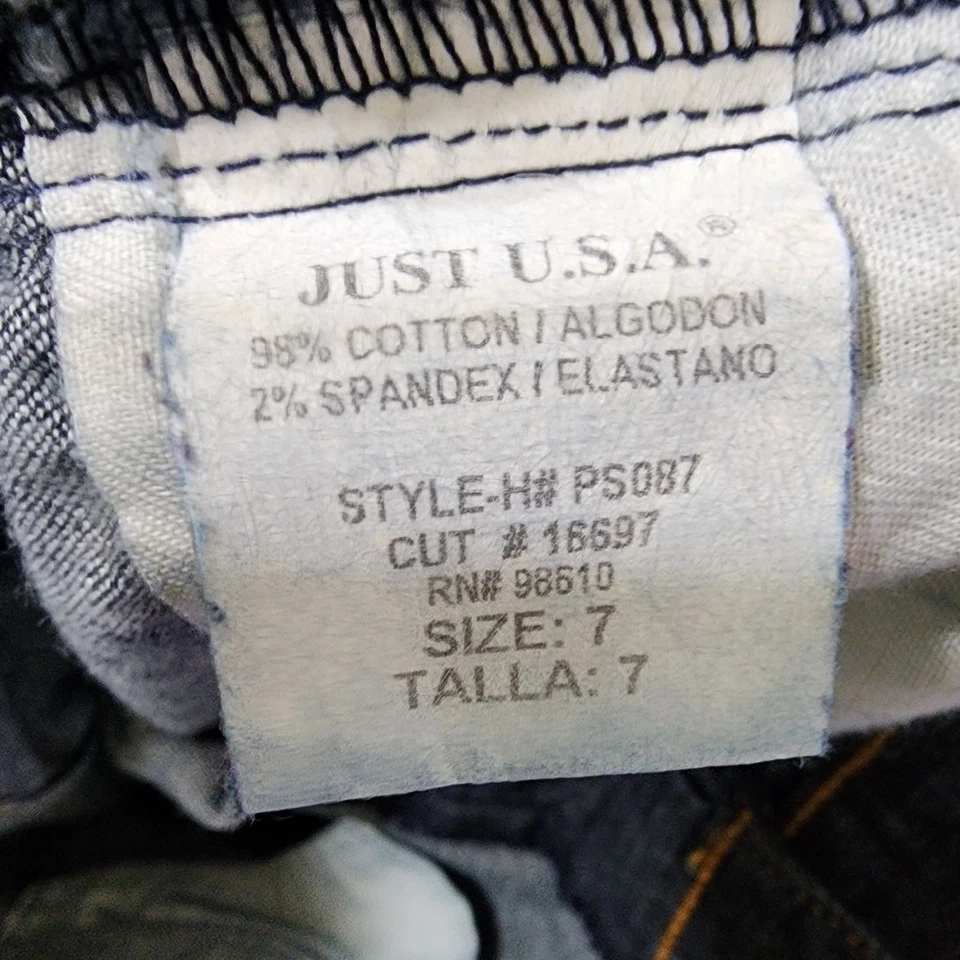 JUST U.S.A.®
98% COTTON / ALGODON
2% SPANDEX / ELASTANO
STYLE-H# PS087
CUT # 16697
RN# 98610
SIZE: 7
TALLA: 7